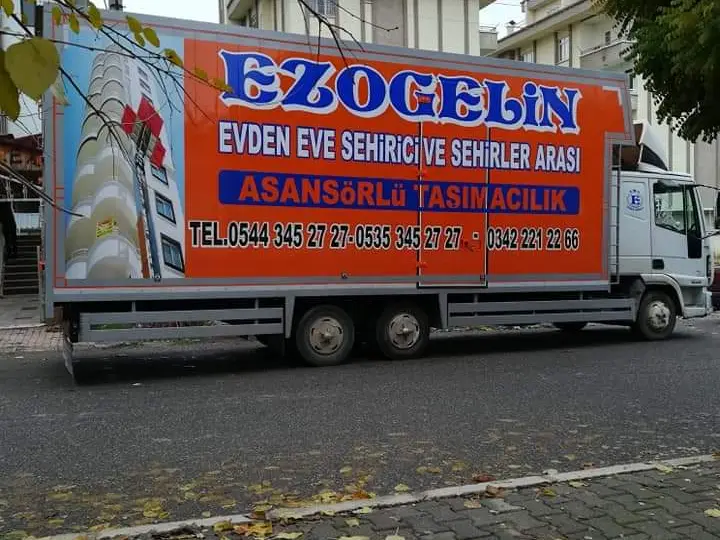 EZOGELiN
EVDEN EVE SEHiRiCi VE SEHiRLER ARASI
ASANSöRLü TASIMACILIK
TEL.0544 345 27 27-0535 345 27 27 - 0342 221 22 66
E